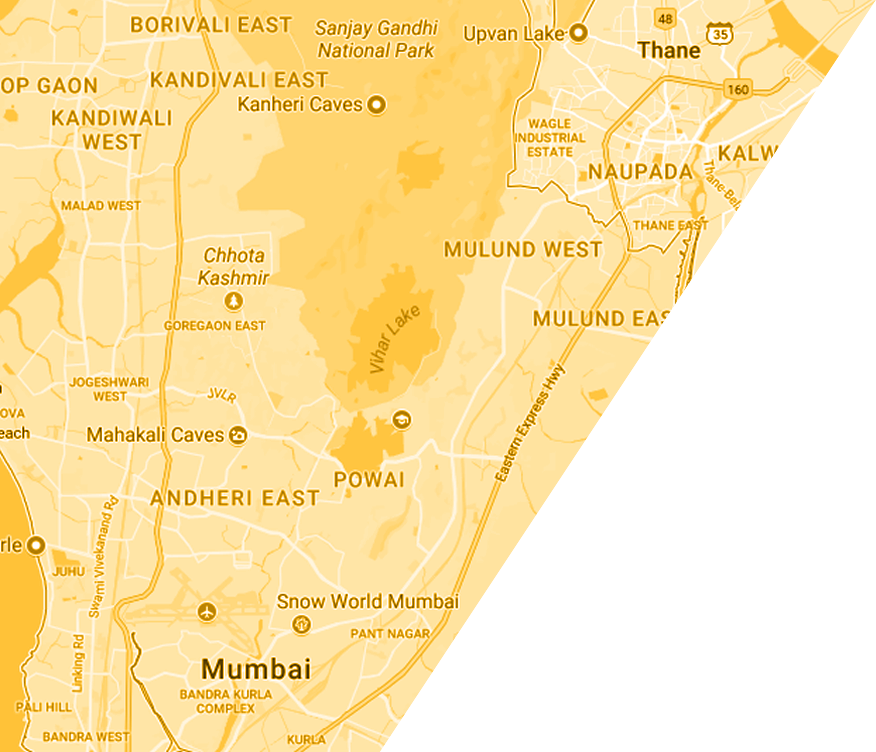 BORIVALI EAST
Sanjay Gandhi
National Park
Upvan Lake
48
35
Thane
OP GAON
KANDIVALI EAST
160
Kanheri Caves
KANDIWALI
WEST
WAGLE
INDUSTRIAL
ESTATE
KALW
NAUPADA
Thane-Bela
MALAD WEST
THANE EAST
MULUND WEST
Chhota
Kashmir
GOREGAON EAST
MULUND EAS
Vihar Lake
JOGESHWARI
WEST
JVLR
OVA
each
Mahakali Caves
Eastern Express Hwy
POWAI
ANDHERI EAST
Swami Vivekanand Rd
rle
JUHU
Snow World Mumbai
PANT NAGAR
Linking Rd
Mumbai
BANDRA KURLA
COMPLEX
PALI HILL
BANDRA WEST
KURLA